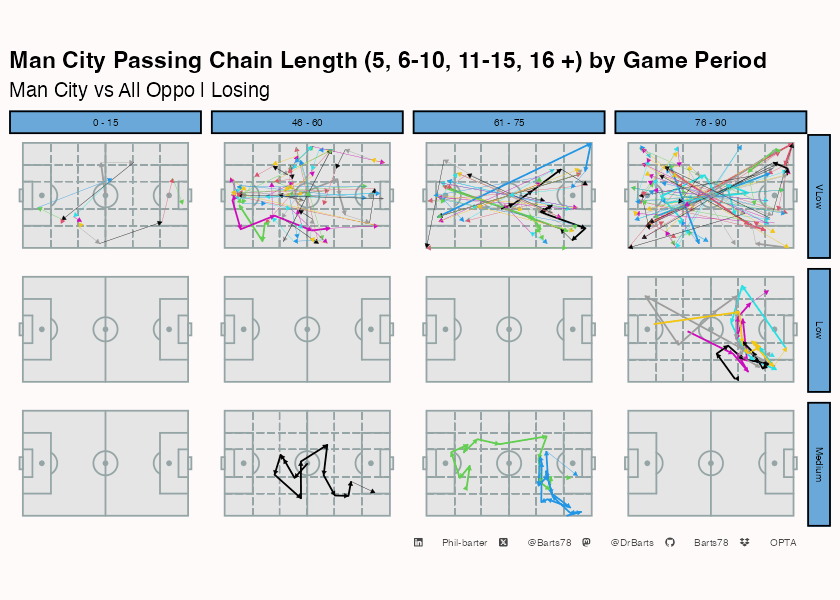 Man City Passing Chain Length (5, 6-10, 11-15, 16 +) by Game Period
Man City vs All Oppo l Losing
0 - 15 46 - 60 61 - 75 76 - 90
V.Low
Low
Medium
Phil-barter @Barts78 @DrBarts Barts78 OPTA